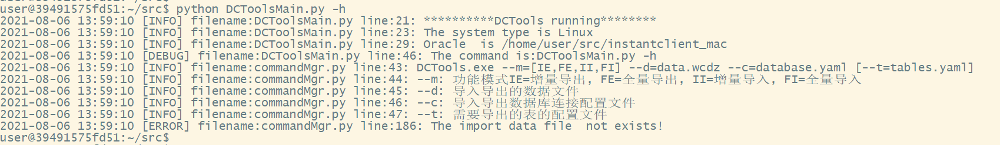 user@39491575fd51:~/src$ python DCToolsMain.py -h
2021-08-06 13:59:10 [INFO] filename:DCToolsMain.py line:21: **********DCTools running********
2021-08-06 13:59:10 [INFO] filename:DCToolsMain.py line:23: The system type is Linux
2021-08-06 13:59:10 [INFO] filename:DCToolsMain.py line:29: Oracle  is /home/user/src/instantclient_mac
2021-08-06 13:59:10 [DEBUG] filename:DCToolsMain.py line:46: The command is:DCToolsMain.py -h
2021-08-06 13:59:10 [INFO] filename:commandMgr.py line:43: DCTools.exe --m=[IE,FE,II,FI] --d=data.wcdz --c=database.yaml [--t=tables.yaml]
2021-08-06 13:59:10 [INFO] filename:commandMgr.py line:44: --m: 功能模式IE=增量导出, FE=全量导出, II=增量导入, FI=全量导入
2021-08-06 13:59:10 [INFO] filename:commandMgr.py line:45: --d: 导入导出的数据文件
2021-08-06 13:59:10 [INFO] filename:commandMgr.py line:46: --c: 导入导出数据库连接配置文件
2021-08-06 13:59:10 [INFO] filename:commandMgr.py line:47: --t: 需要导出的表的配置文件
2021-08-06 13:59:10 [ERROR] filename:commandMgr.py line:186: The import data file  not exists!
user@39491575fd51:~/src$